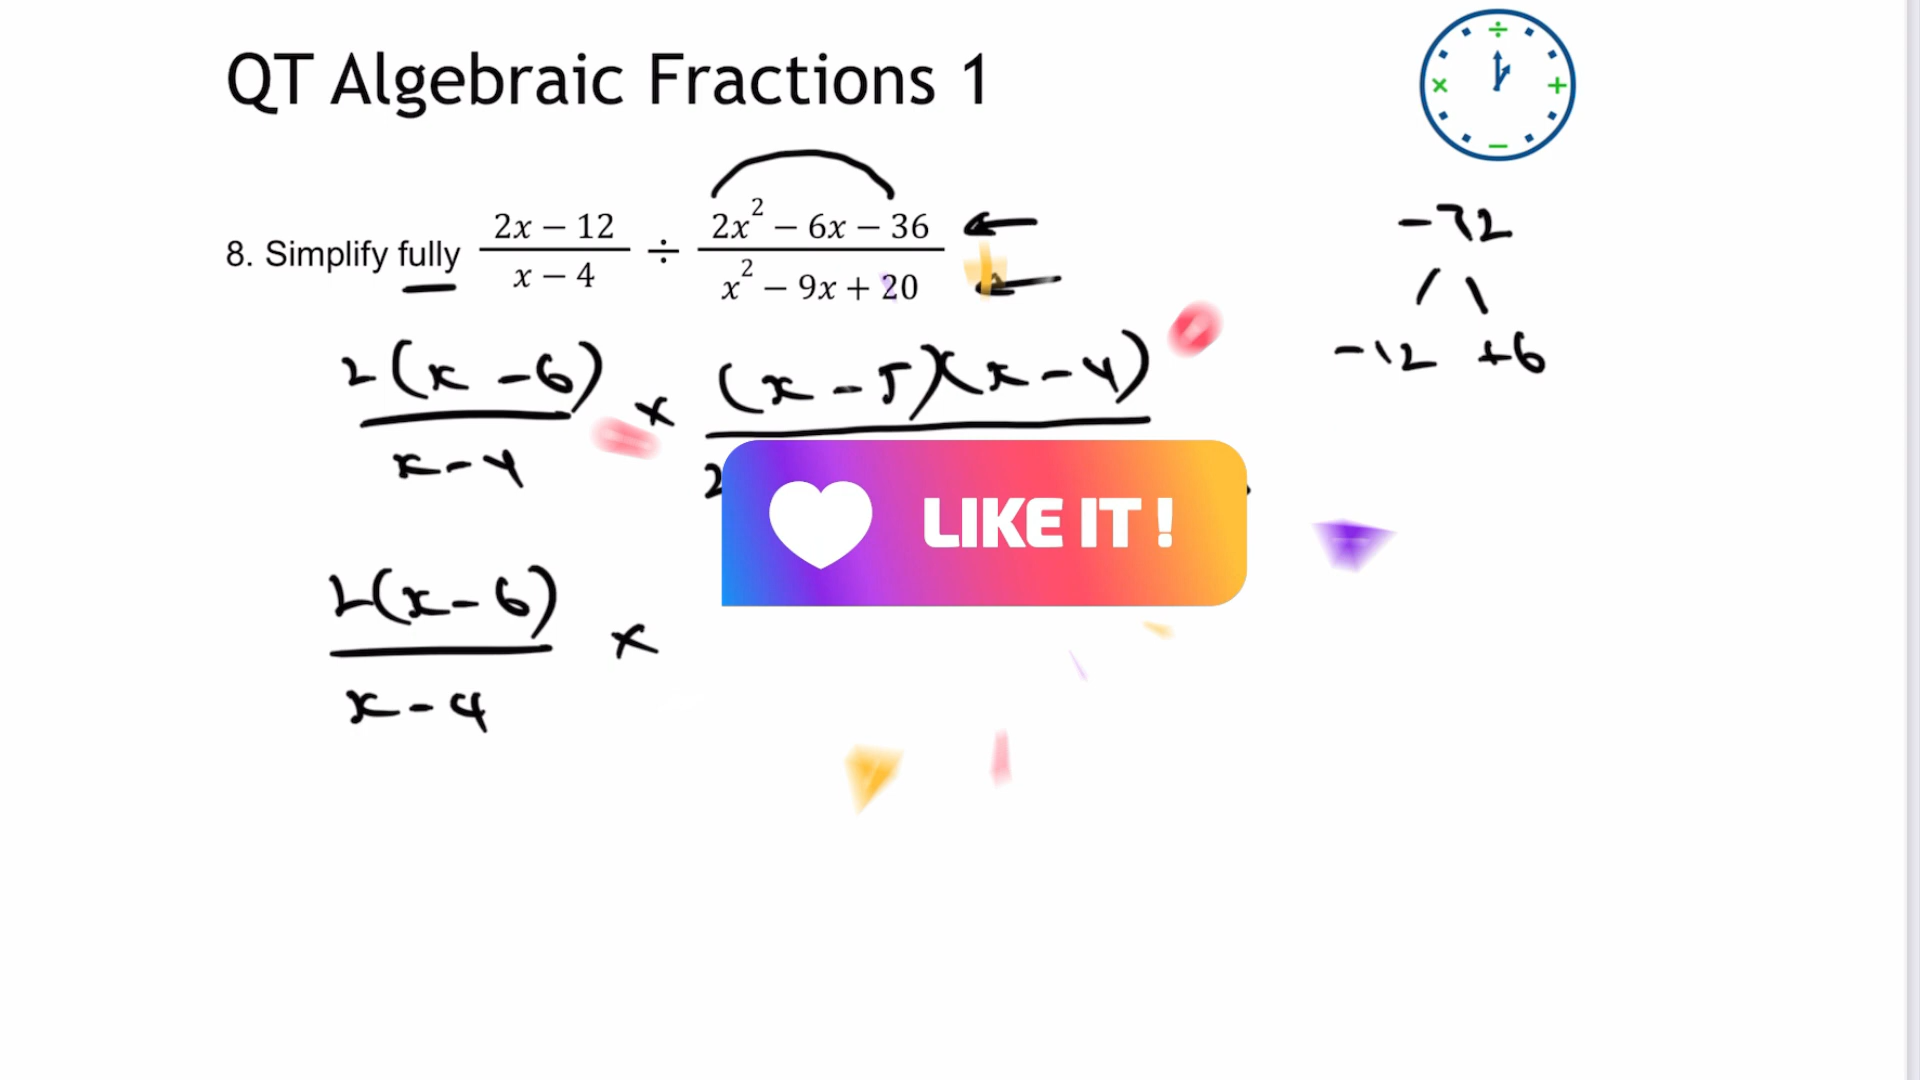 QT Algebraic Fractions 1
÷
×
+
−
8. Simplify fully (2x − 12)/(x − 4) ÷ (2x² − 6x − 36)/(x² − 9x + 20)
−72
−12 +6
2(x − 6)/(x − 4) × (x − 5)(x − 4)/2
LIKE IT !
2(x − 6)/(x − 4) ×